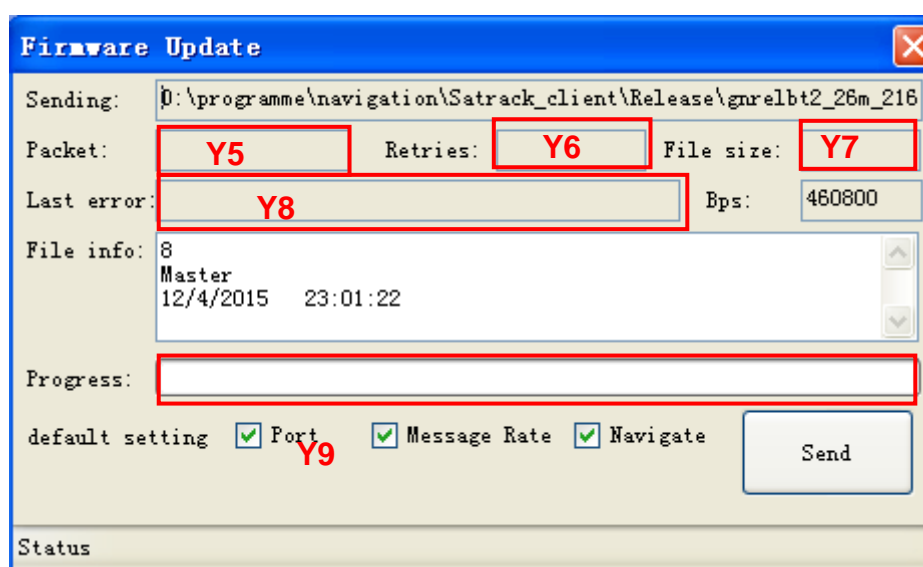 Firmware Update
Sending: D:\programme\navigation\Satrack_client\Release\gnrelbt2_26m_216
Packet: Y5 Retries: Y6 File size: Y7
Last error: Y8 Bps: 460800
File info: 8
Master
12/4/2015 23:01:22
Progress:
default setting Port Message Rate Navigate
Y9
Send
Status